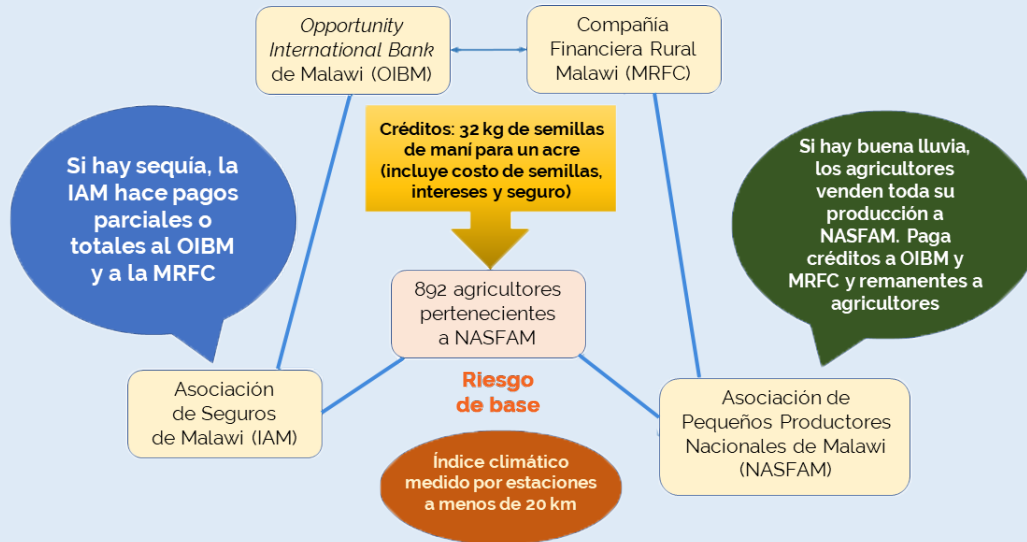 Opportunity
International Bank
de Malawi (OIBM)
Compañía
Financiera Rural
Malawi (MRFC)
Créditos: 32 kg de semillas
de maní para un acre
(incluye costo de semillas,
intereses y seguro)
Si hay sequía, la
IAM hace pagos
parciales o
totales al OIBM
y a la MRFC
Si hay buena lluvia,
los agricultores
venden toda su
producción a
NASFAM. Paga
créditos a OIBM y
MRFC y remanentes a
agricultores
892 agricultores
pertenecientes
a NASFAM
Asociación
de Seguros
de Malawi (IAM)
Riesgo
de base
Asociación de
Pequeños Productores
Nacionales de Malawi
(NASFAM)
Índice climático
medido por estaciones
a menos de 20 km